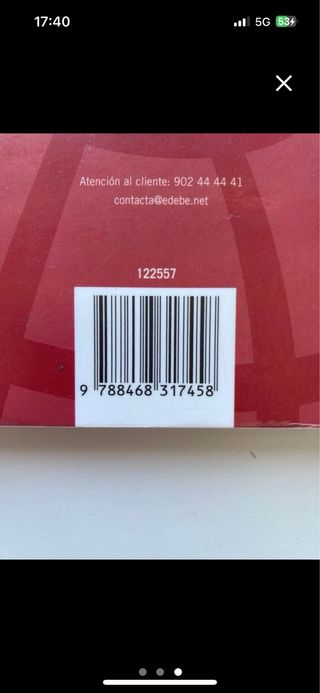 17:40
5G
53
Atención al cliente: 902 44 44 41
contacta@edebe.net
122557
9 788468 317458